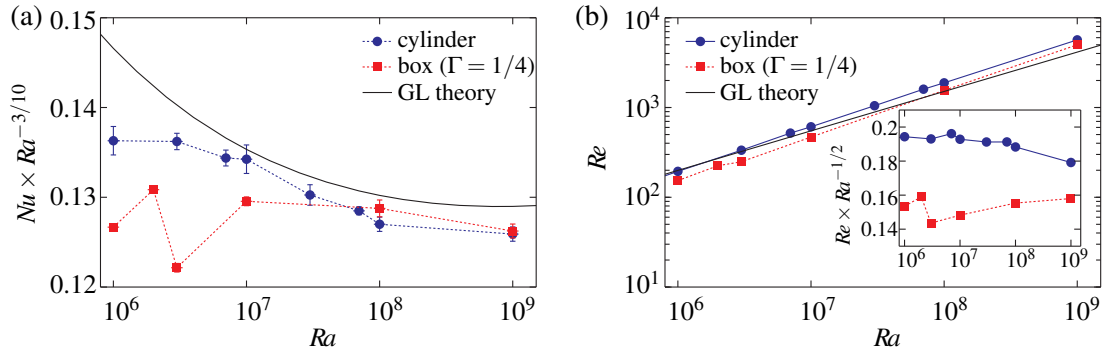 (a)
0.15
0.14
0.13
0.12
Nu × Ra^{-3/10}
cylinder
box (Γ = 1/4)
GL theory
10^6
10^7
10^8
10^9
Ra
(b)
10^4
10^3
10^2
10^1
Re
cylinder
box (Γ = 1/4)
GL theory
0.2
0.18
0.16
0.14
Re × Ra^{-1/2}
10^6
10^7
10^8
10^9
10^6
10^7
10^8
10^9
Ra